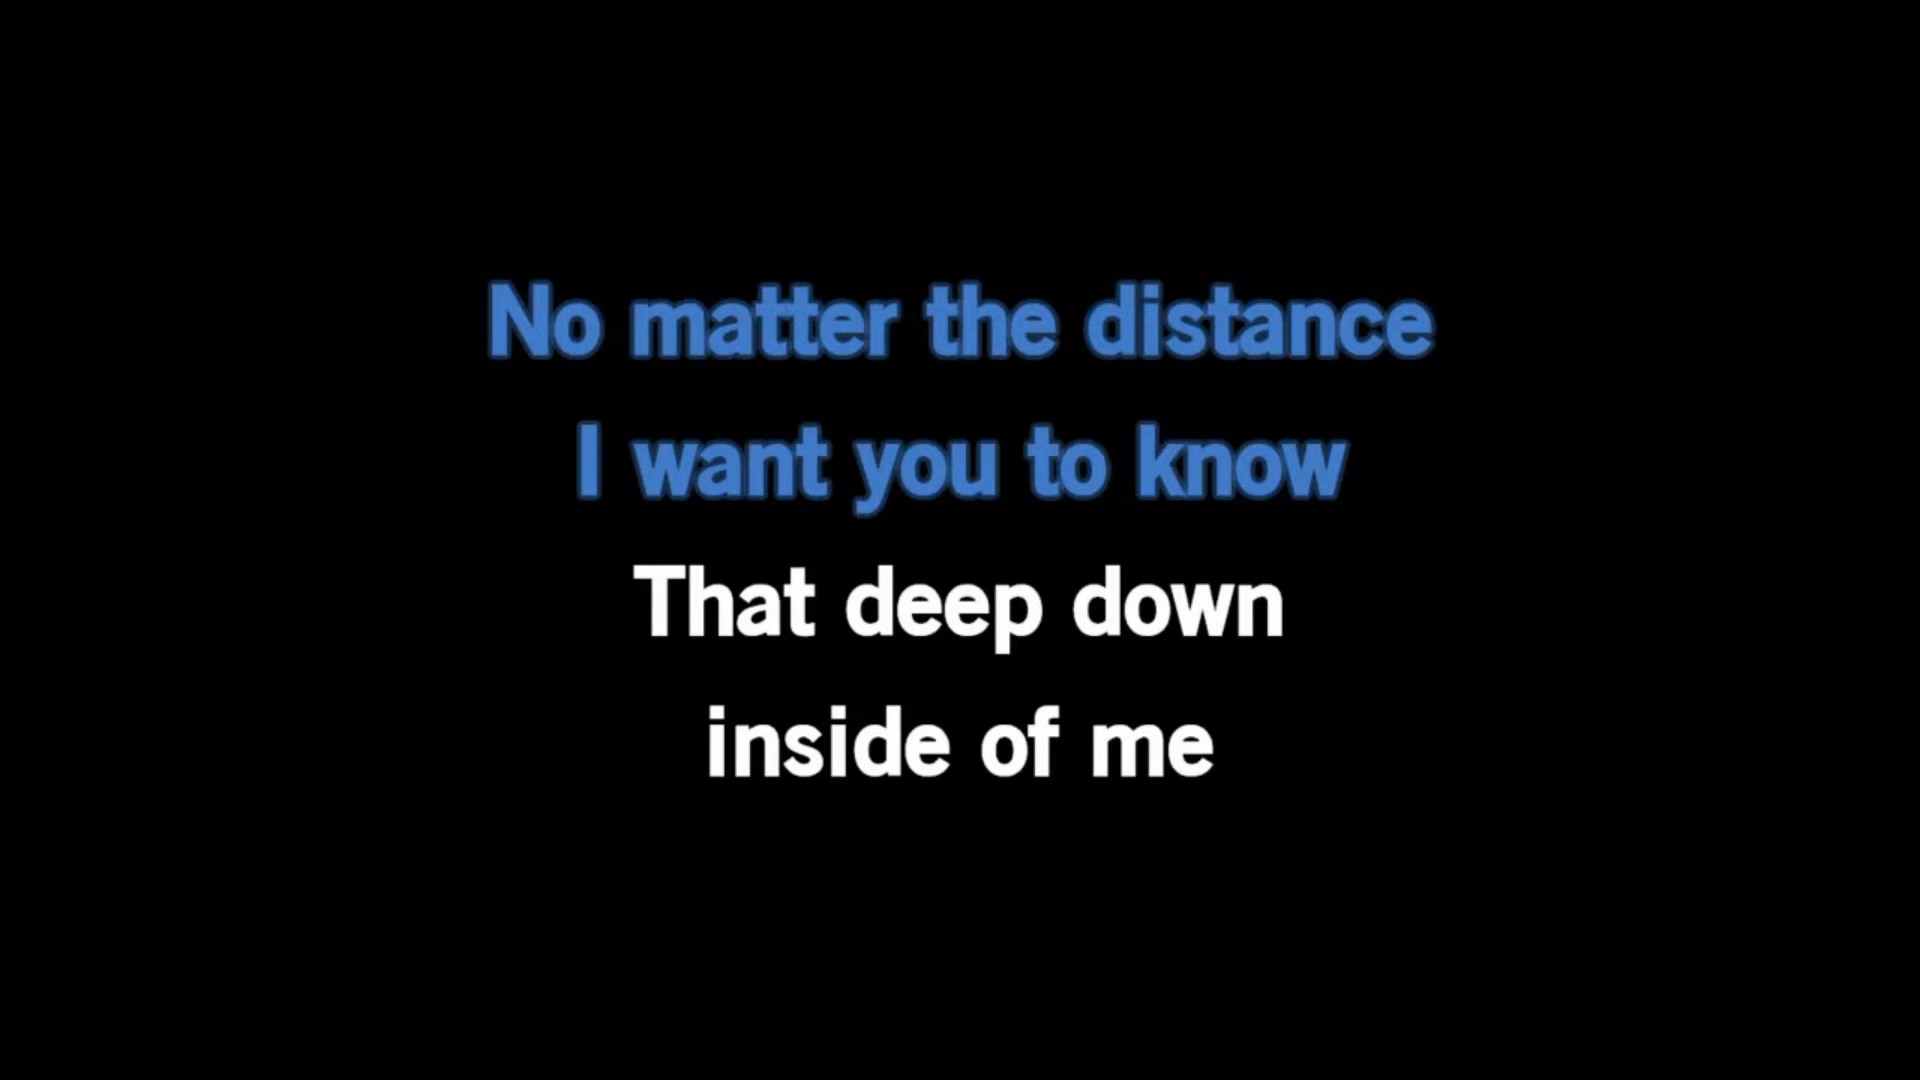 No matter the distance
I want you to know
That deep down
inside of me